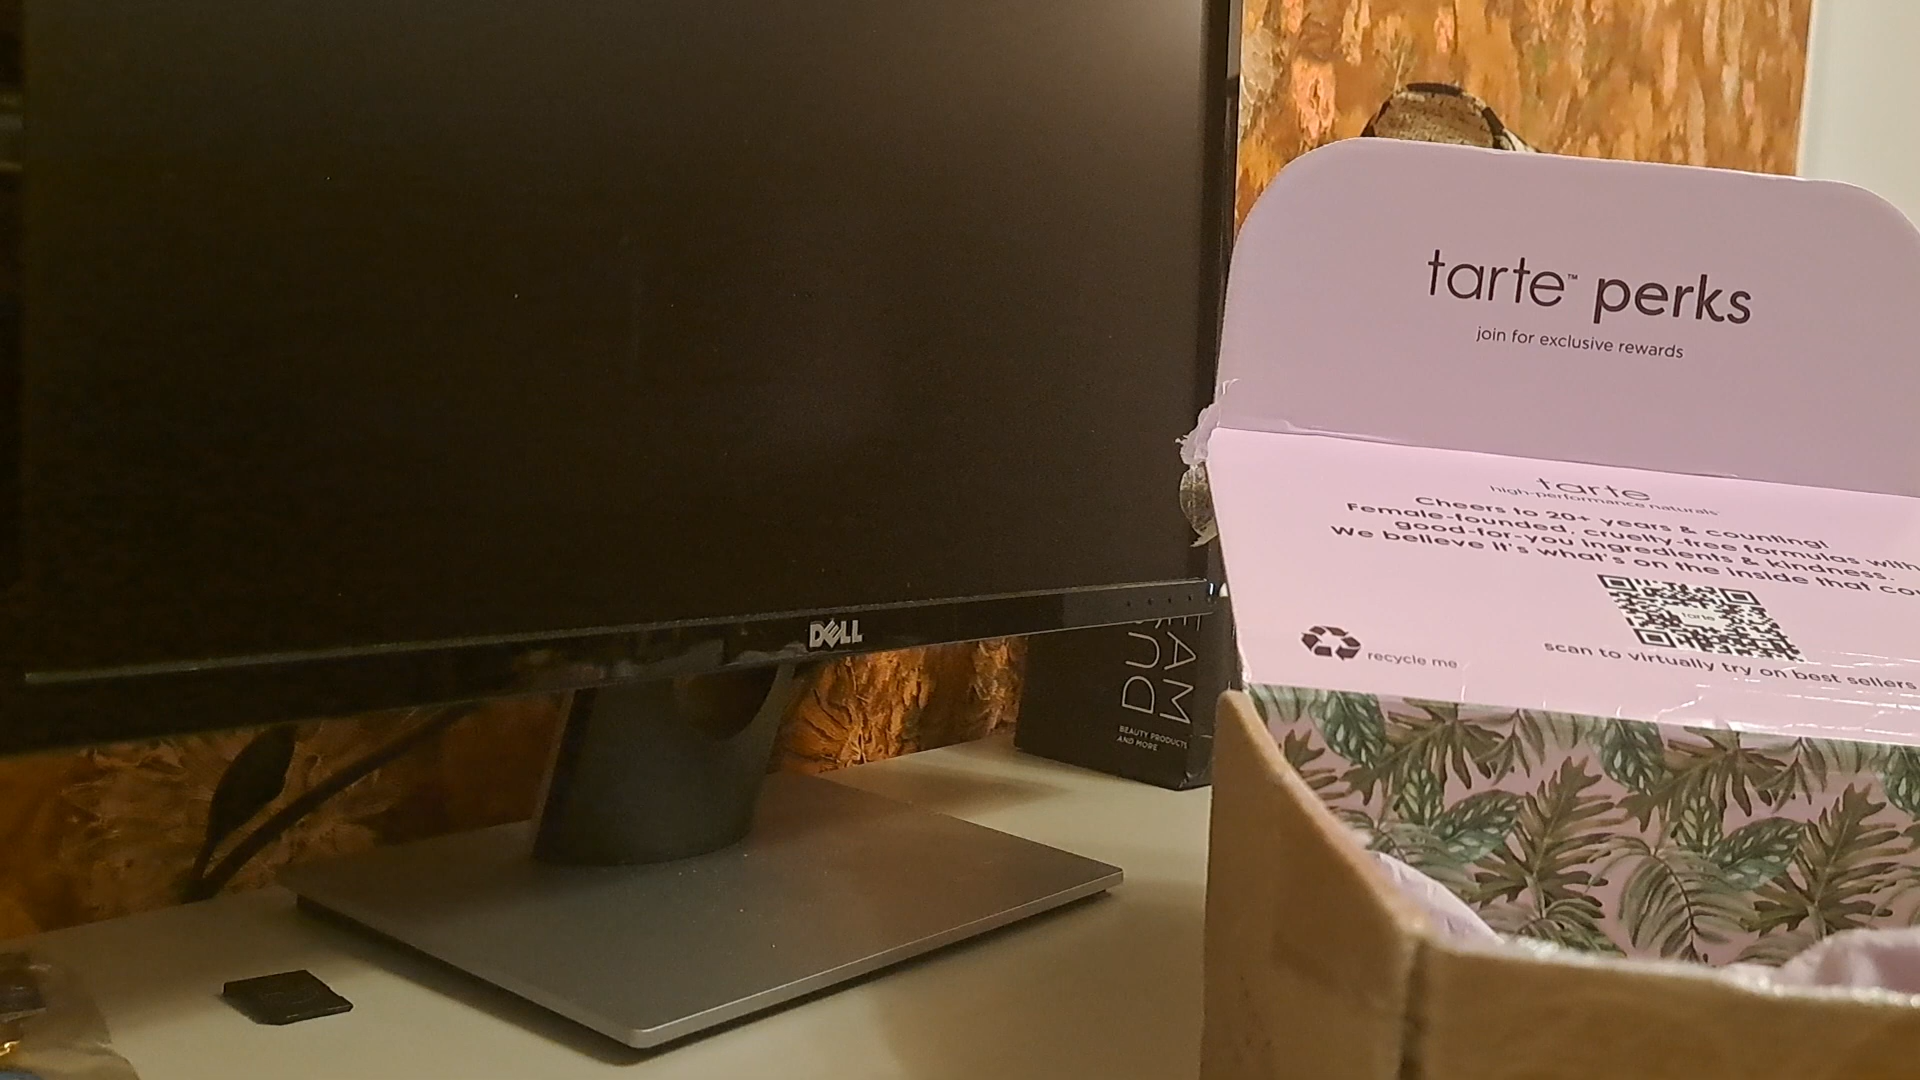 tarte™ perks
join for exclusive rewards
tarte
high-performance naturals
Cheers to 20+ years & counting!
Female-founded, cruelty-free formulas with
good-for-you ingredients & kindness.
We believe it's what's on the inside that
tarte
recycle me
scan to virtually try on best sellers
DELL
BEAUTY PRODUCTS
AND MORE